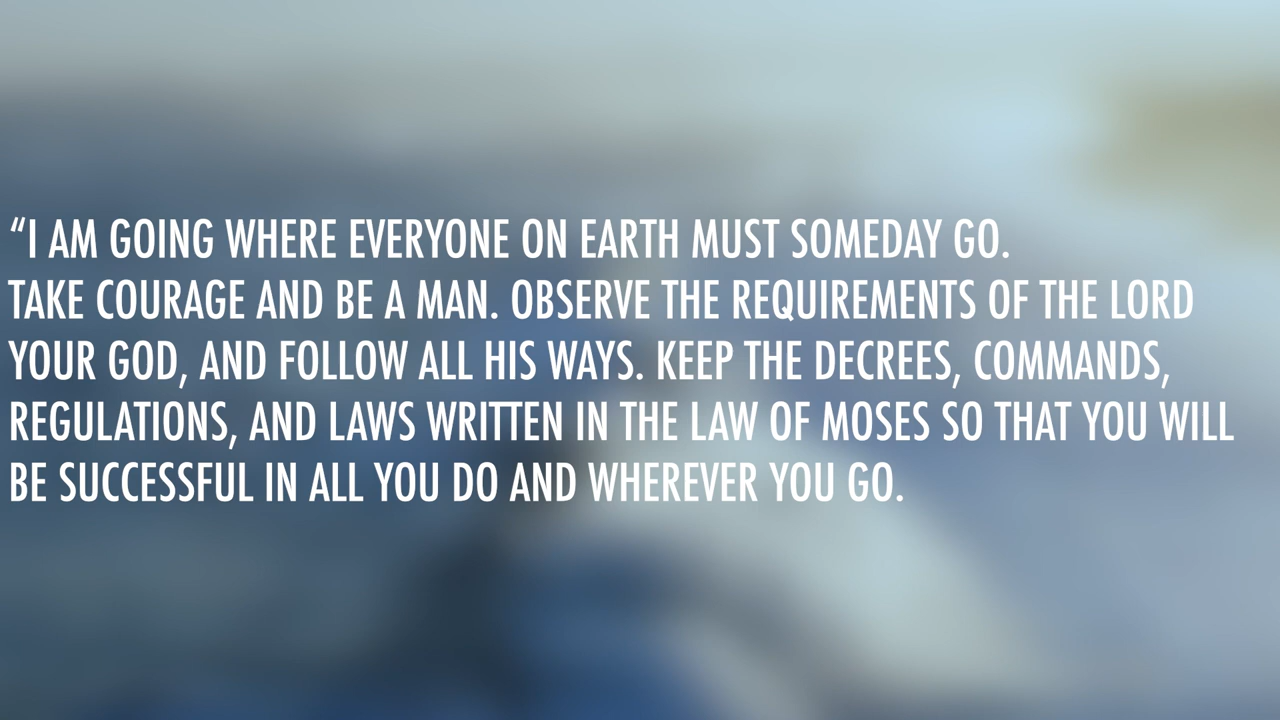 “I AM GOING WHERE EVERYONE ON EARTH MUST SOMEDAY GO.
TAKE COURAGE AND BE A MAN. OBSERVE THE REQUIREMENTS OF THE LORD
YOUR GOD, AND FOLLOW ALL HIS WAYS. KEEP THE DECREES, COMMANDS,
REGULATIONS, AND LAWS WRITTEN IN THE LAW OF MOSES SO THAT YOU WILL
BE SUCCESSFUL IN ALL YOU DO AND WHEREVER YOU GO.